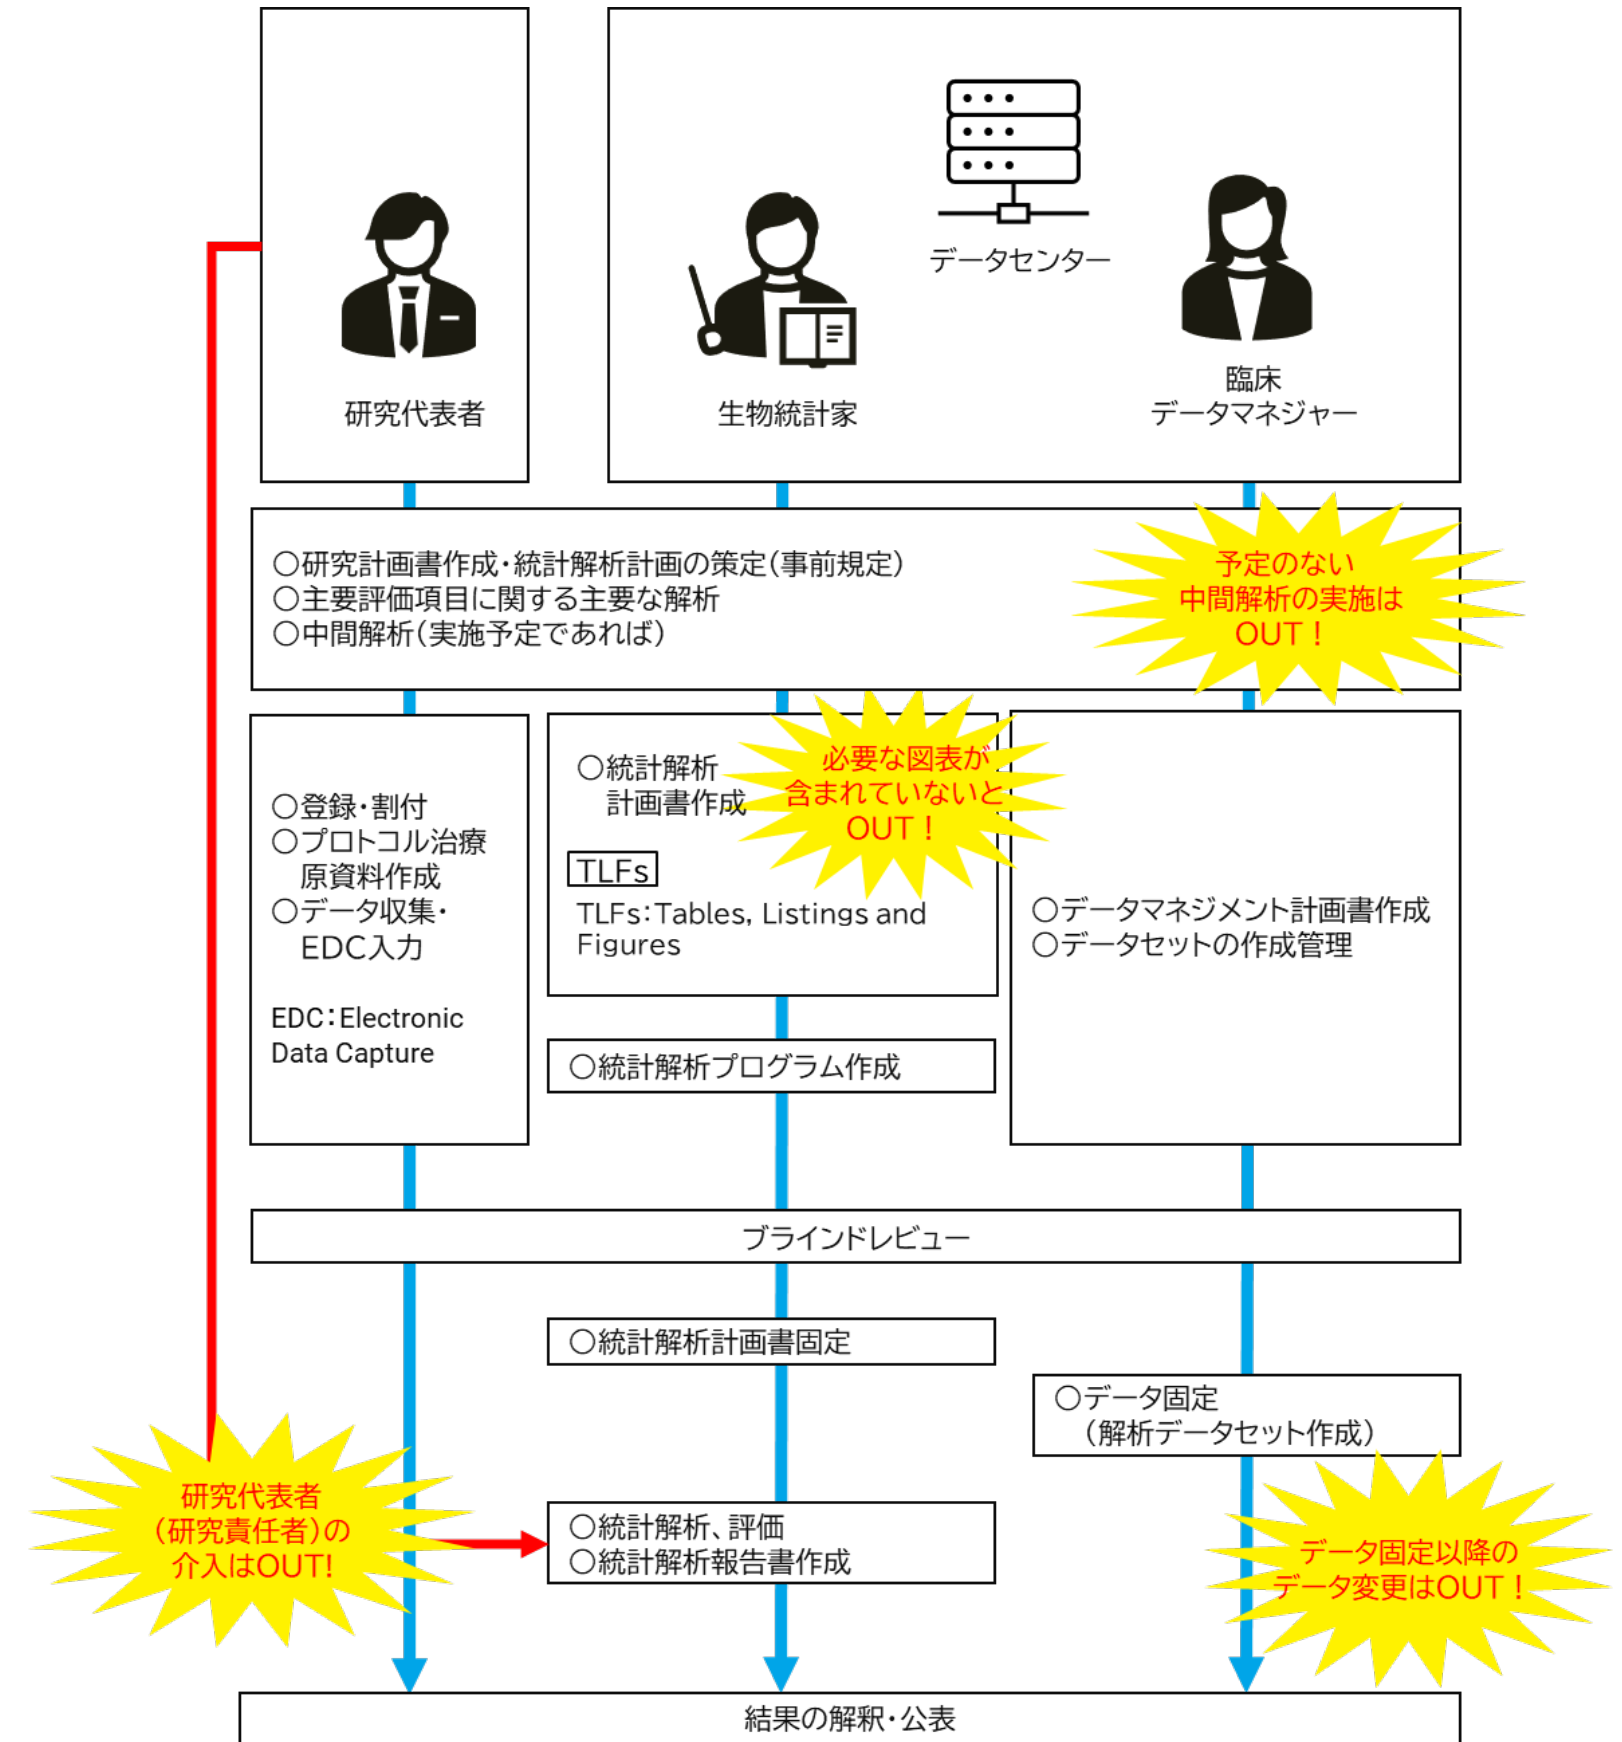 データセンター
研究代表者
生物統計家
臨床
データマネジャー
○研究計画書作成・統計解析計画の策定(事前規定)
○主要評価項目に関する主要な解析
○中間解析(実施予定であれば)
予定のない
中間解析の実施は
OUT！
○登録・割付
○プロトコル治療
原資料作成
○データ収集・
EDC入力
EDC：Electronic
Data Capture
○統計解析
計画書作成
必要な図表が
含まれていないと
OUT！
TLFs
TLFs：Tables, Listings and
Figures
○統計解析プログラム作成
○データマネジメント計画書作成
○データセットの作成管理
ブラインドレビュー
○統計解析計画書固定
○データ固定
(解析データセット作成)
研究代表者
(研究責任者)の
介入はOUT!
○統計解析、評価
○統計解析報告書作成
データ固定以降の
データ変更はOUT！
結果の解釈・公表